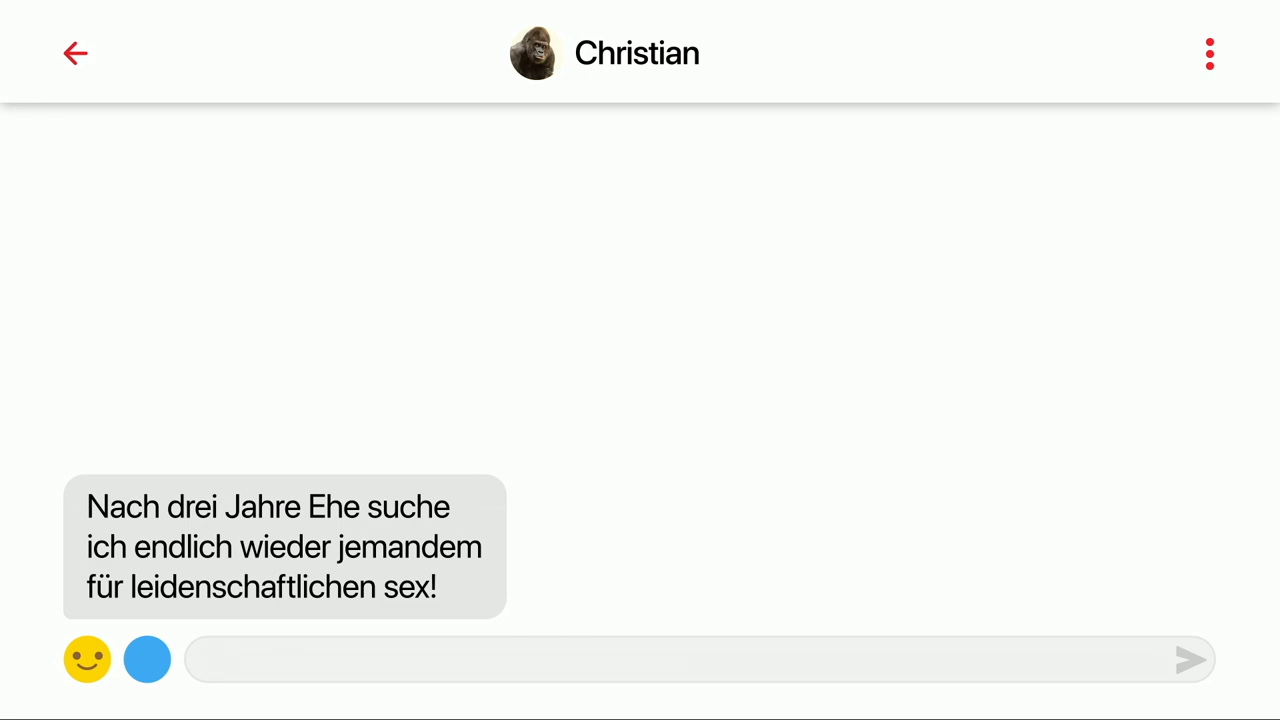 Christian
Nach drei Jahre Ehe suche
ich endlich wieder jemandem
für leidenschaftlichen sex!